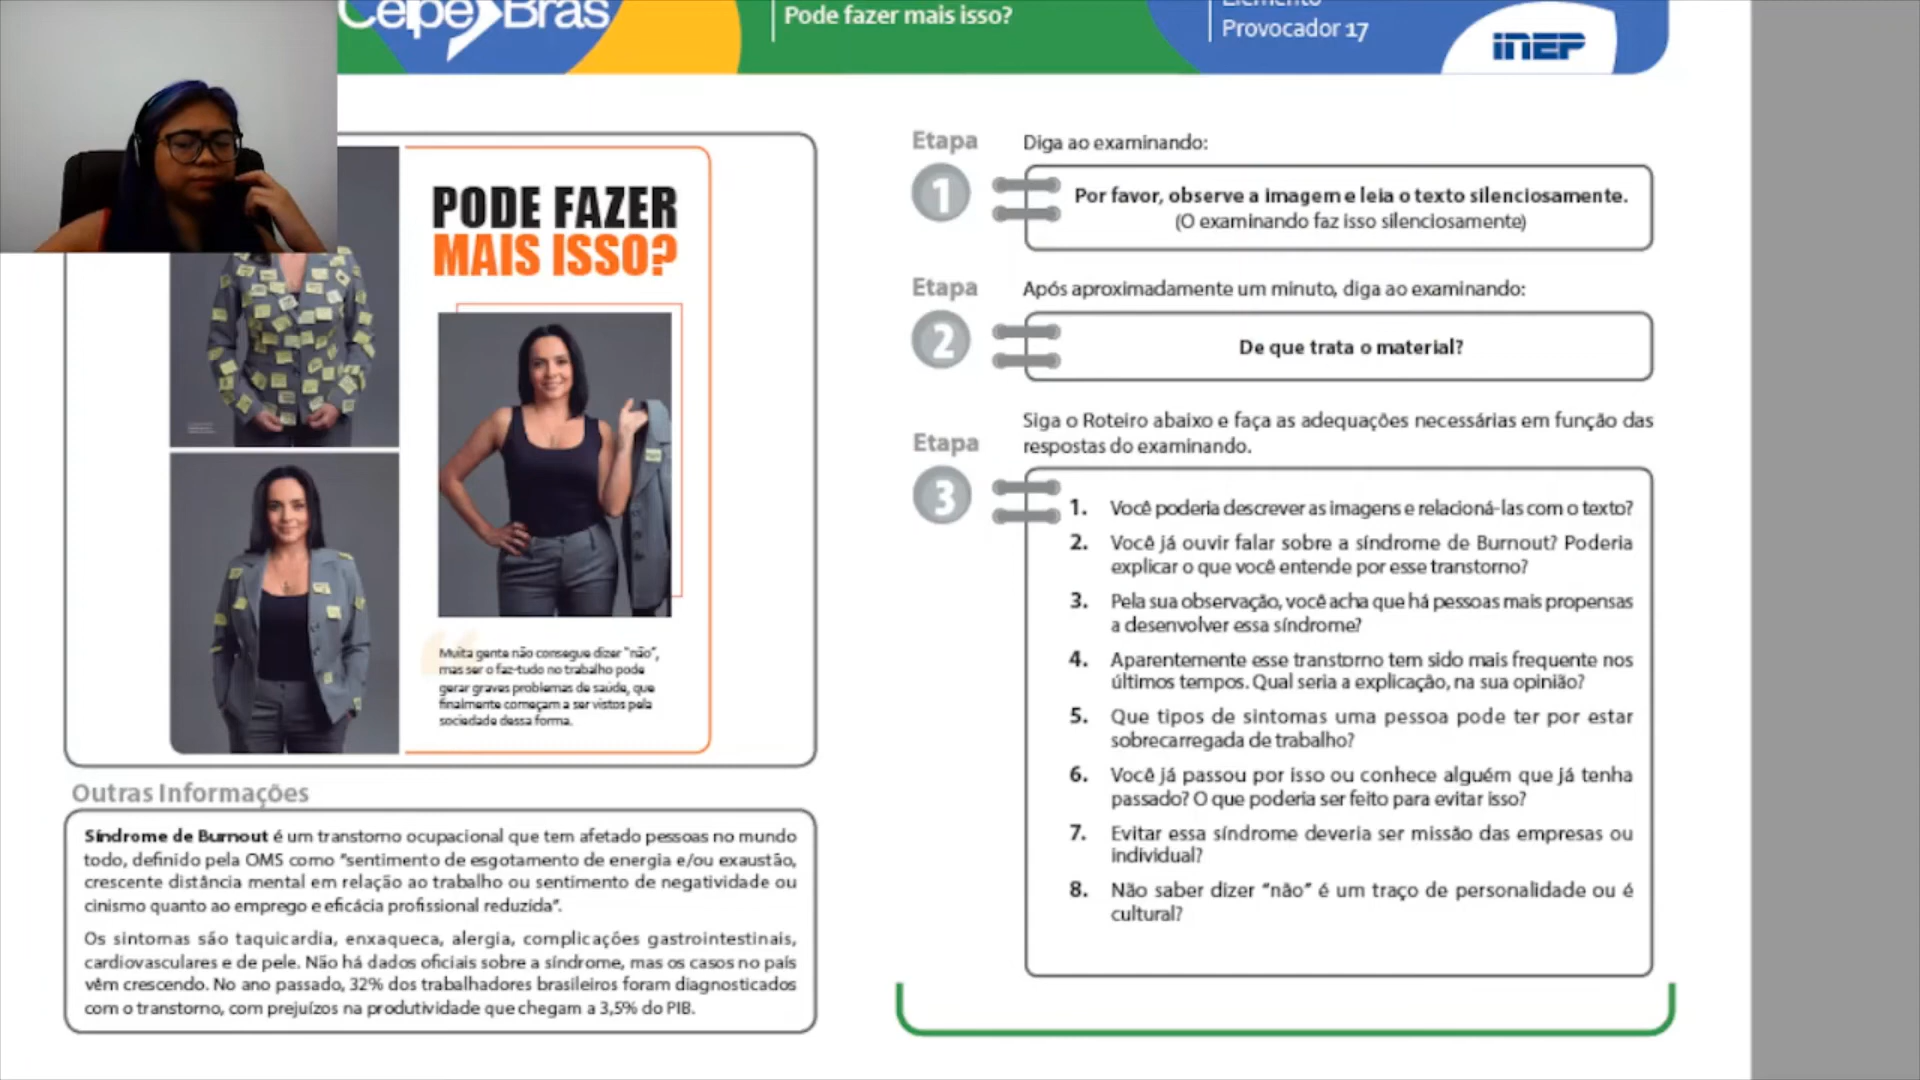 Celpe Bras
Pode fazer mais isso?
Elemento
Provocador 17
INEP
PODE FAZER
MAIS ISSO?
Muita gente não consegue dizer "não",
mas ser o faz-tudo no trabalho pode
gerar graves problemas de saúde, que
finalmente começam a ser vistos pela
sociedade dessa forma.
Outras Informações
Síndrome de Burnout é um transtorno ocupacional que tem afetado pessoas no mundo
todo, definido pela OMS como "sentimento de esgotamento de energia e/ou exaustão,
crescente distância mental em relação ao trabalho ou sentimento de negatividade ou
cinismo quanto ao emprego e eficácia profissional reduzida".
Os sintomas são taquicardia, enxaqueca, alergia, complicações gastrointestinais,
cardiovasculares e de pele. Não há dados oficiais sobre a síndrome, mas os casos no país
vêm crescendo. No ano passado, 32% dos trabalhadores brasileiros foram diagnosticados
com o transtorno, com prejuízos na produtividade que chegam a 3,5% do PIB.
Etapa
1
Diga ao examinando:
Por favor, observe a imagem e leia o texto silenciosamente.
(O examinando faz isso silenciosamente)
Etapa
2
Após aproximadamente um minuto, diga ao examinando:
De que trata o material?
Etapa
3
Siga o Roteiro abaixo e faça as adequações necessárias em função das
respostas do examinando.
1. Você poderia descrever as imagens e relacioná-las com o texto?
2. Você já ouvir falar sobre a síndrome de Burnout? Poderia
explicar o que você entende por esse transtorno?
3. Pela sua observação, você acha que há pessoas mais propensas
a desenvolver essa síndrome?
4. Aparentemente esse transtorno tem sido mais frequente nos
últimos tempos. Qual seria a explicação, na sua opinião?
5. Que tipos de sintomas uma pessoa pode ter por estar
sobrecarregada de trabalho?
6. Você já passou por isso ou conhece alguém que já tenha
passado? O que poderia ser feito para evitar isso?
7. Evitar essa síndrome deveria ser missão das empresas ou
individual?
8. Não saber dizer "não" é um traço de personalidade ou é
cultural?